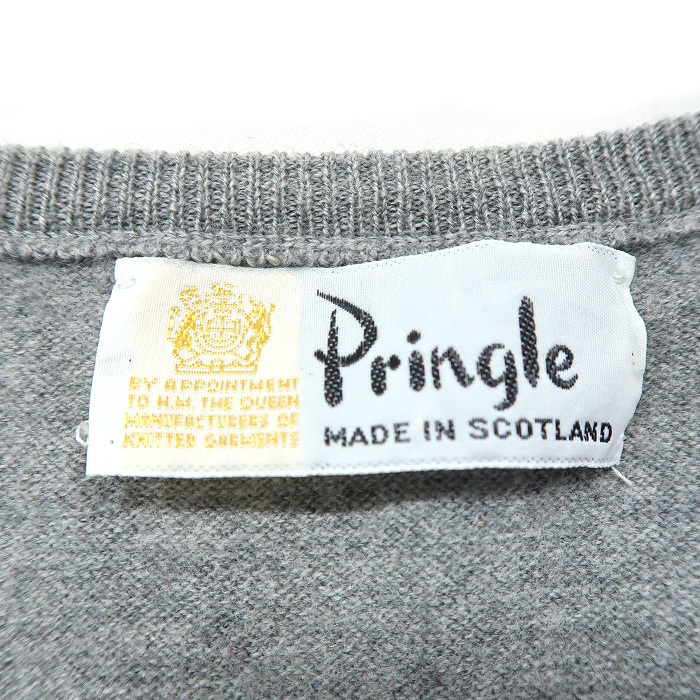 BY APPOINTMENT
TO H.M. THE QUEEN
MANUFACTURERS OF
KNITTED GARMENTS
Pringle
MADE IN SCOTLAND